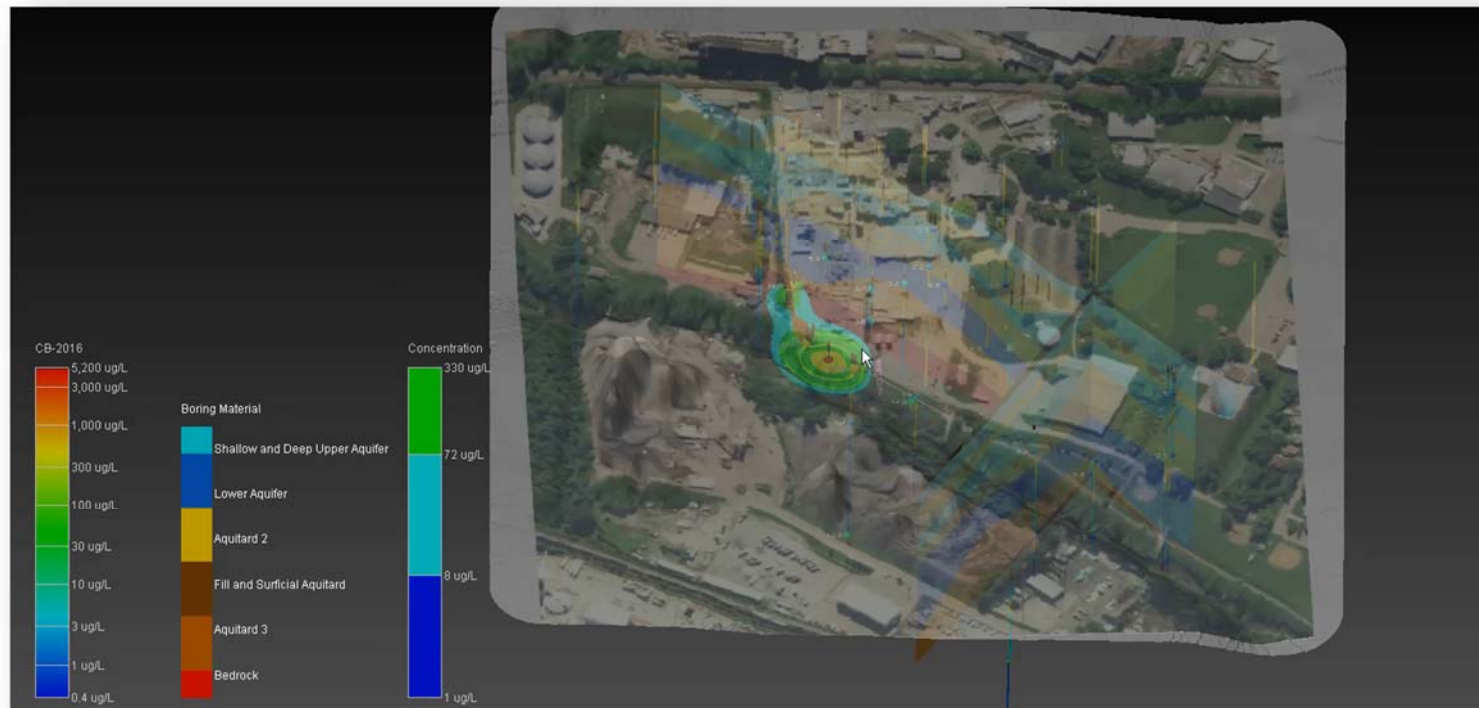 CB-2016
5,200 ug/L
3,000 ug/L
1,000 ug/L
300 ug/L
100 ug/L
30 ug/L
10 ug/L
3 ug/L
1 ug/L
0.4 ug/L
Boring Material
Shallow and Deep Upper Aquifer
Lower Aquifer
Aquitard 2
Fill and Surficial Aquitard
Aquitard 3
Bedrock
Concentration
330 ug/L
72 ug/L
8 ug/L
1 ug/L